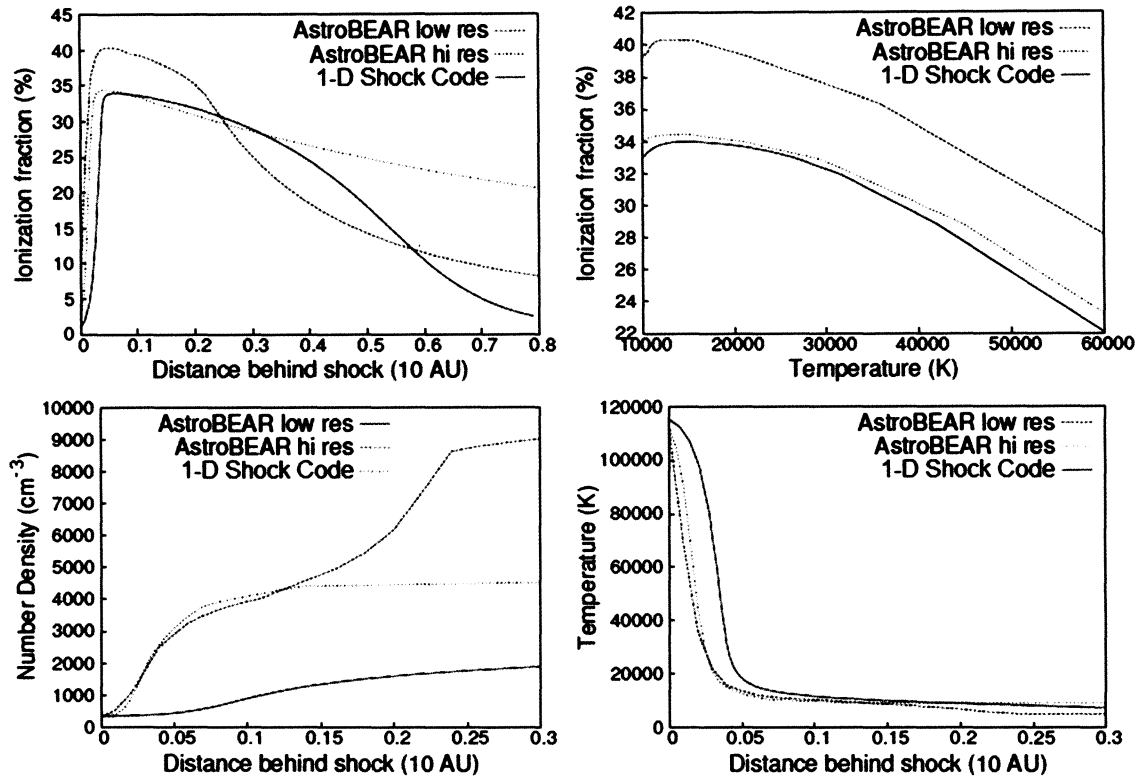 45
40
35
30
25
20
15
10
5
0
Ionization fraction (%)
AstroBEAR low res
AstroBEAR hi res
1-D Shock Code
0 0.1 0.2 0.3 0.4 0.5 0.6 0.7 0.8
Distance behind shock (10 AU)
42
40
38
36
34
32
30
28
26
24
22
Ionization fraction (%)
AstroBEAR low res
AstroBEAR hi res
1-D Shock Code
10000 20000 30000 40000 50000 60000
Temperature (K)
10000
9000
8000
7000
6000
5000
4000
3000
2000
1000
0
Number Density (cm-3)
AstroBEAR low res
AstroBEAR hi res
1-D Shock Code
0 0.05 0.1 0.15 0.2 0.25 0.3
Distance behind shock (10 AU)
120000
100000
80000
60000
40000
20000
0
Temperature (K)
AstroBEAR low res
AstroBEAR hi res
1-D Shock Code
0 0.05 0.1 0.15 0.2 0.25 0.3
Distance behind shock (10 AU)